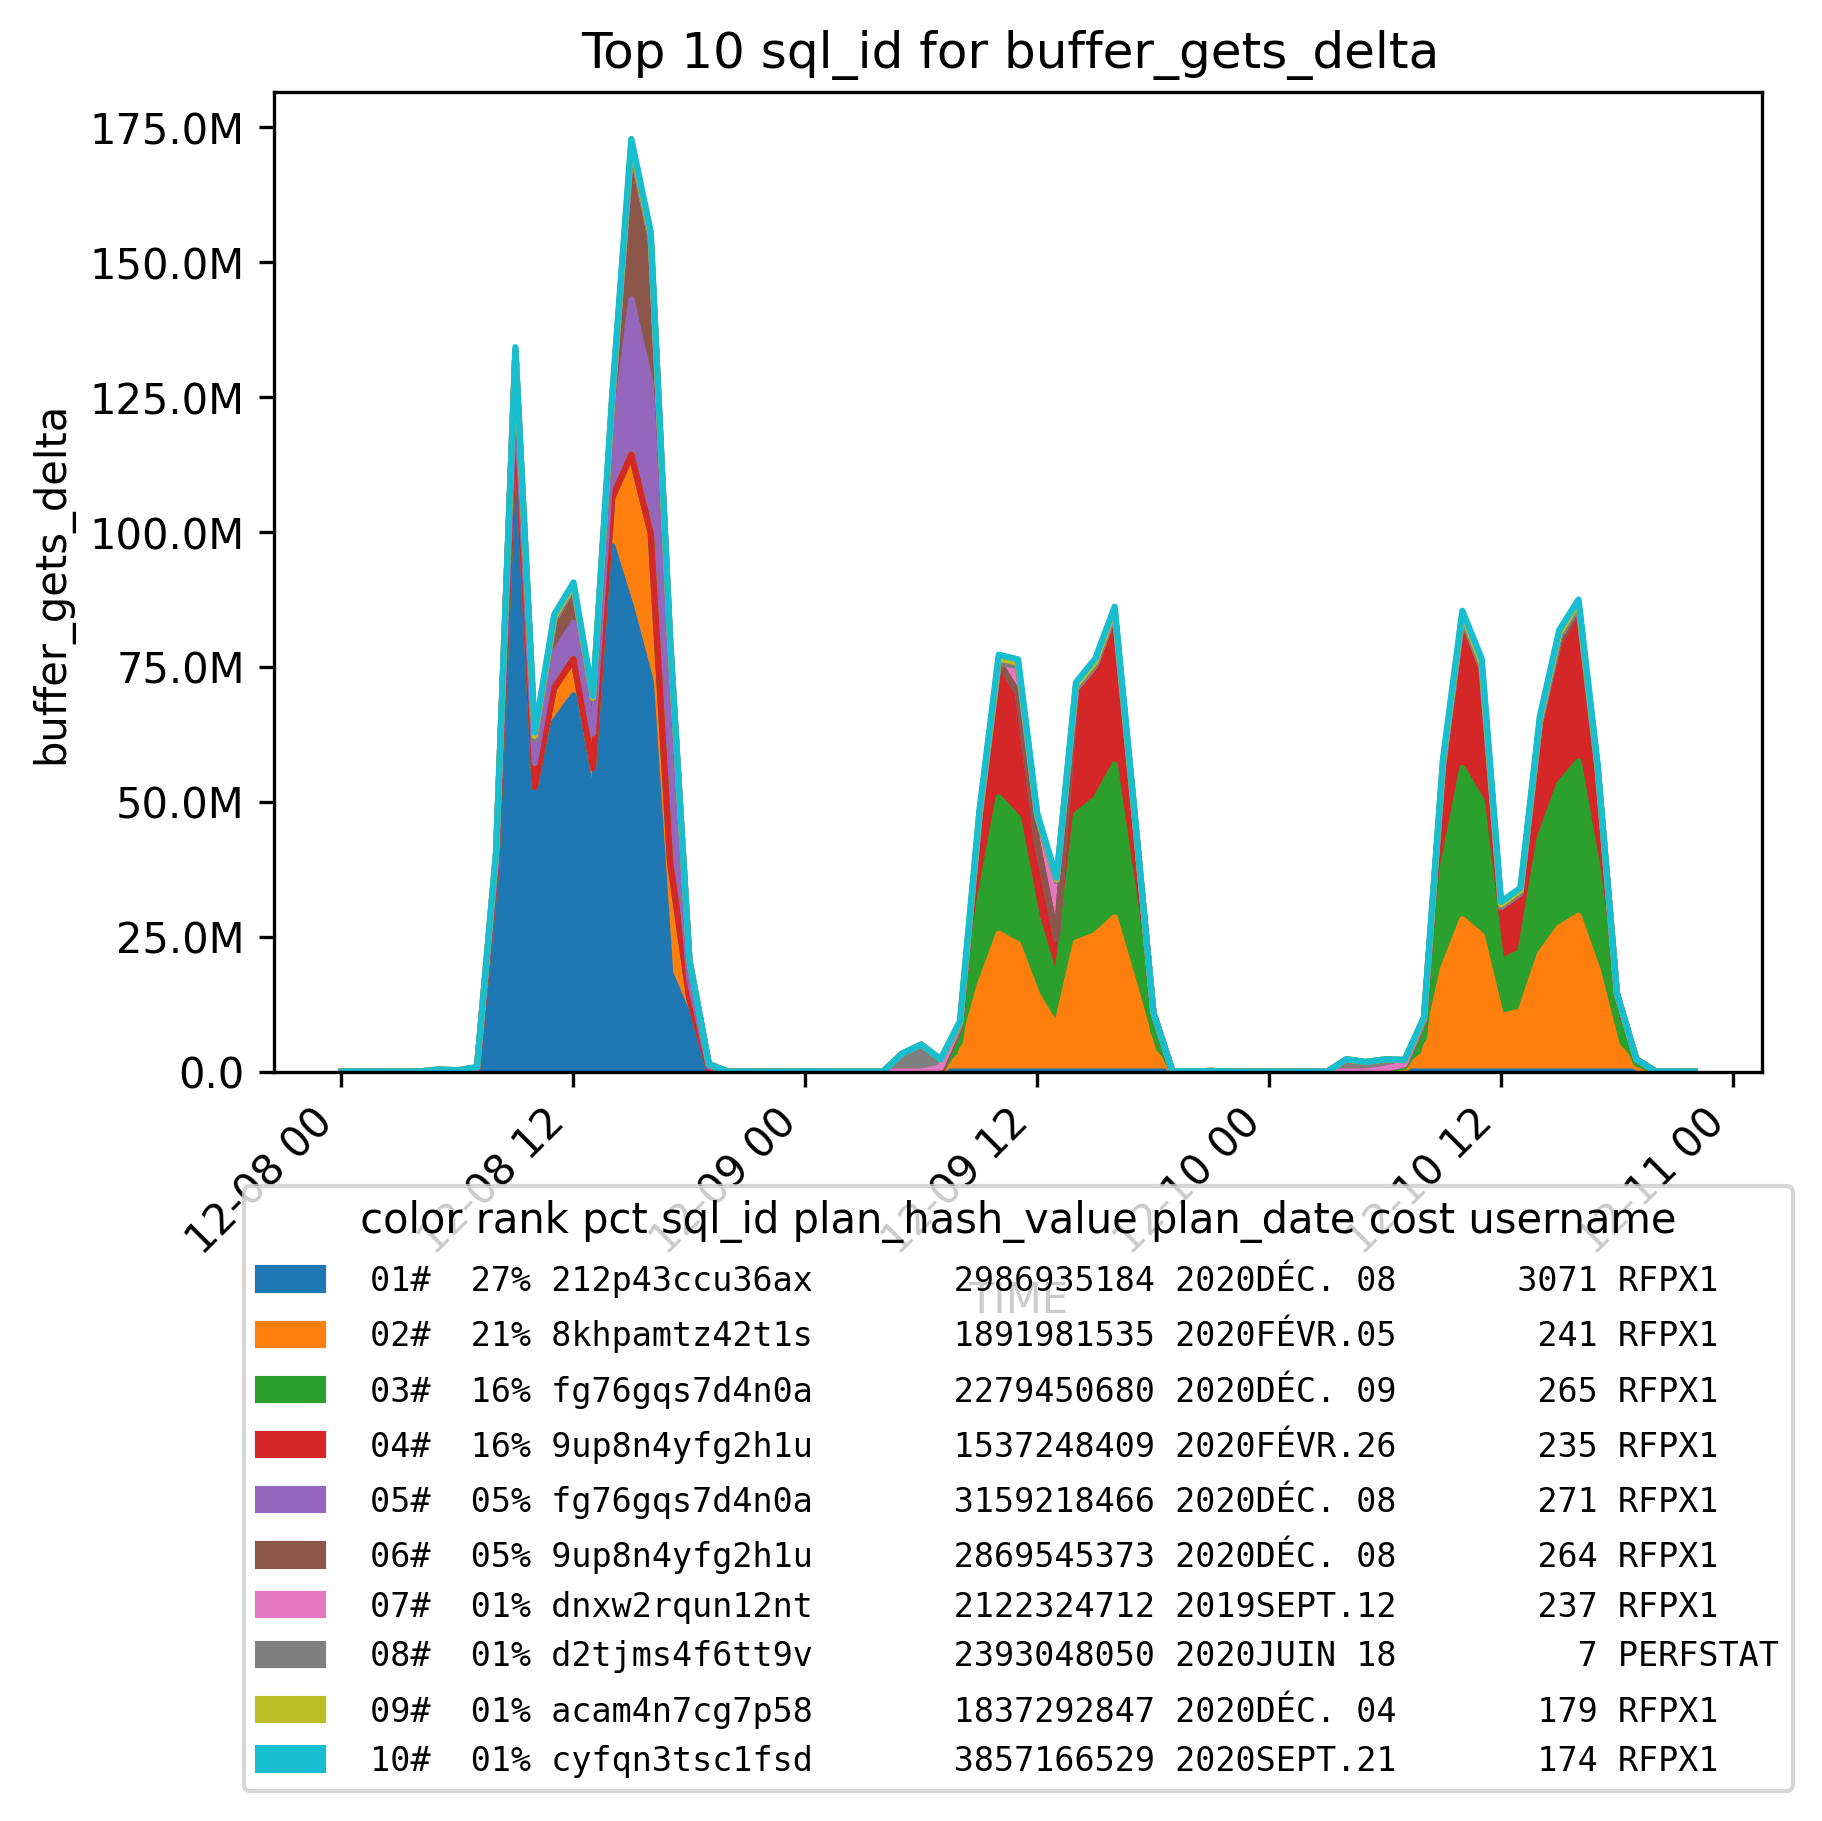 Top 10 sql_id for buffer_gets_delta
buffer_gets_delta
175.0M
150.0M
125.0M
100.0M
75.0M
50.0M
25.0M
0.0
12-08 00
12-08 12
12-09 00
12-09 12
12-10 00
12-10 12
12-11 00
TIME
color rank pct sql_id plan_hash_value plan_date cost username
01# 27% 212p43ccu36ax 2986935184 2020DÉC. 08 3071 RFPX1
02# 21% 8khpamtz42t1s 1891981535 2020FÉVR.05 241 RFPX1
03# 16% fg76gqs7d4n0a 2279450680 2020DÉC. 09 265 RFPX1
04# 16% 9up8n4yfg2h1u 1537248409 2020FÉVR.26 235 RFPX1
05# 05% fg76gqs7d4n0a 3159218466 2020DÉC. 08 271 RFPX1
06# 05% 9up8n4yfg2h1u 2869545373 2020DÉC. 08 264 RFPX1
07# 01% dnxw2rqun12nt 2122324712 2019SEPT.12 237 RFPX1
08# 01% d2tjms4f6tt9v 2393048050 2020JUIN 18 7 PERFSTAT
09# 01% acam4n7cg7p58 1837292847 2020DÉC. 04 179 RFPX1
10# 01% cyfqn3tsc1fsd 3857166529 2020SEPT.21 174 RFPX1